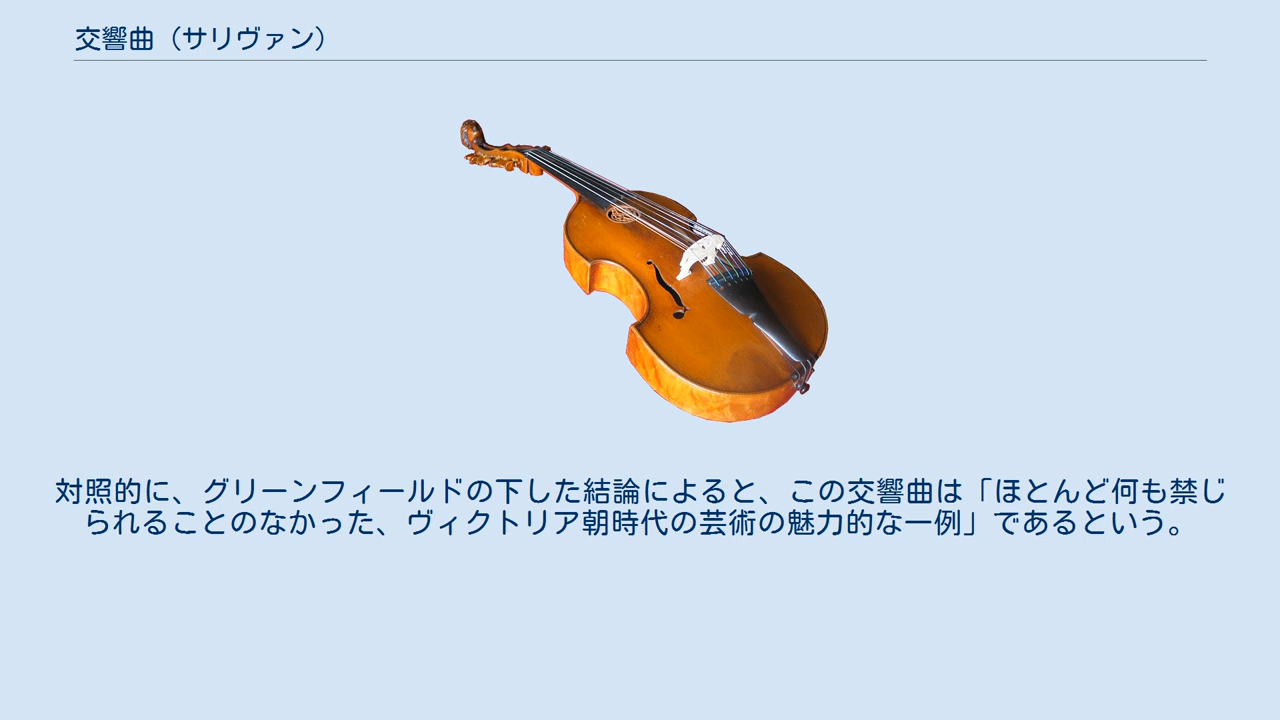 交響曲（サリヴァン）
対照的に、グリーンフィールドの下した結論によると、この交響曲は「ほとんど何も禁じ
られることのなかった、ヴィクトリア朝時代の芸術の魅力的な一例」であるという。